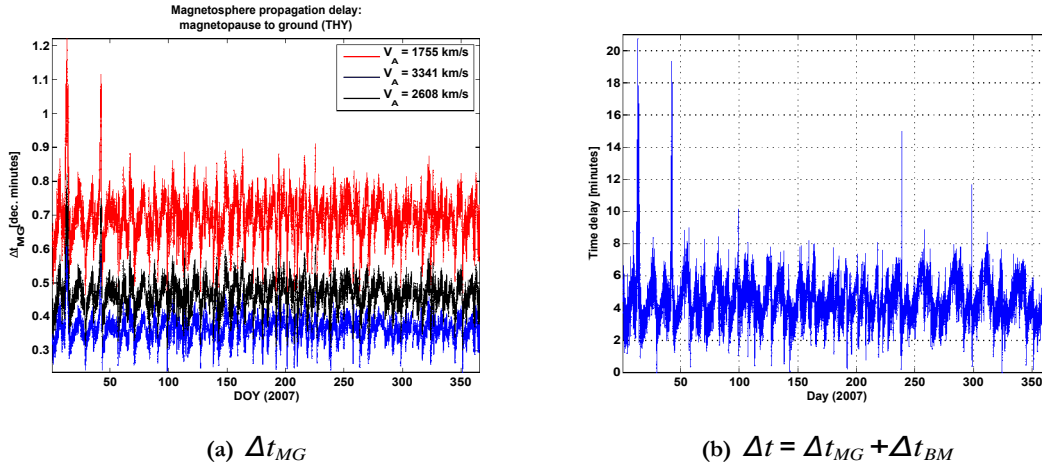 Magnetosphere propagation delay:
magnetopause to ground (THY)
V_A = 1755 km/s
V_A = 3341 km/s
V_A = 2608 km/s
Δt_MG [dec. minutes]
1.2
1.1
1
0.9
0.8
0.7
0.6
0.5
0.4
0.3
50 100 150 200 250 300 350
DOY (2007)
(a) Δt_MG
Time delay [minutes]
20
18
16
14
12
10
8
6
4
2
0
50 100 150 200 250 300 350
Day (2007)
(b) Δt = Δt_MG + Δt_BM